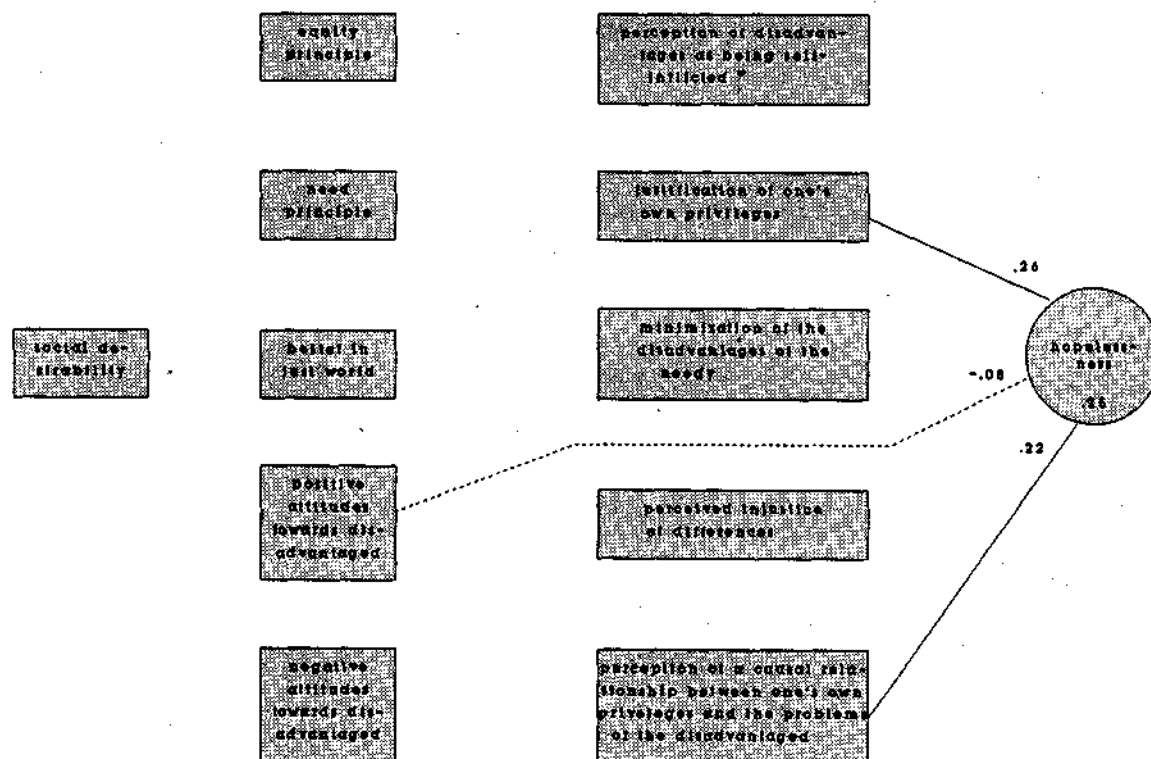 equity
principle
perception of disadvan-
tages as being self-
inflicted "
need
principle
justification of one's
own privileges
.26
social de-
sirability
belief in
just world
minimization of the
disadvantages of the
needy
hopeless-
ness
.26
-.08
.22
positive
attitudes
towards dis-
advantaged
perceived injustice
of differences
negative
attitudes
towards dis-
advantaged
perception of a causal rela-
tionship between one's own
priveleges and the problems
of the disadvantaged